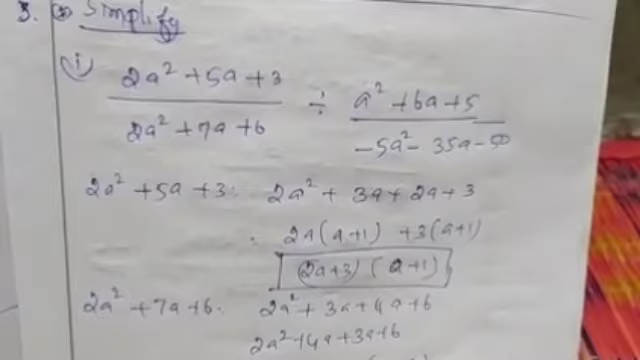 3. Simplify
(i) 2a² + 5a + 3 / 2a² + 7a + 6 ÷ a² + 6a + 5 / -5a² - 35a - 50
2a² + 5a + 3 : 2a² + 3a + 2a + 3
2a (a+1) + 3 (a+1)
(2a+3) (a+1)
2a² + 7a + 6 : 2a² + 3a + 4a + 6
2a² + 4a + 3a + 6